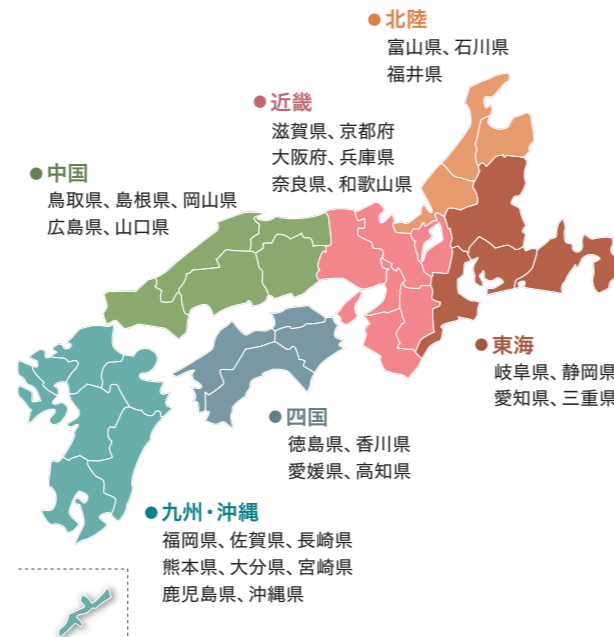 ●北陸
富山県、石川県
福井県
●近畿
滋賀県、京都府
大阪府、兵庫県
奈良県、和歌山県
●中国
鳥取県、島根県、岡山県
広島県、山口県
●東海
岐阜県、静岡県
愛知県、三重県
●四国
徳島県、香川県
愛媛県、高知県
●九州・沖縄
福岡県、佐賀県、長崎県
熊本県、大分県、宮崎県
鹿児島県、沖縄県